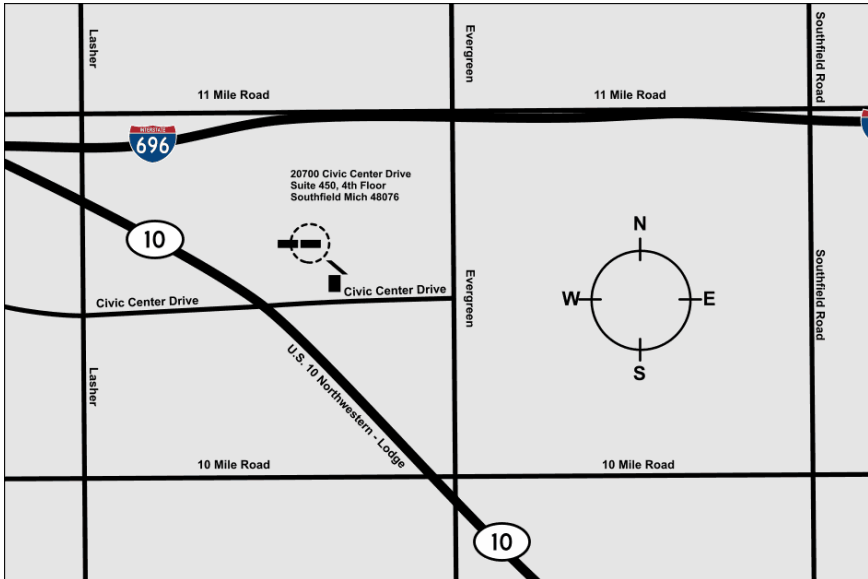 Lasher
Evergreen
Southfield Road
11 Mile Road
11 Mile Road
INTERSTATE
696
20700 Civic Center Drive
Suite 450, 4th Floor
Southfield Mich 48076
10
N
W
E
S
Civic Center Drive
Civic Center Drive
Evergreen
Southfield Road
Lasher
U.S. 10 Northwestern - Lodge
10 Mile Road
10 Mile Road
10